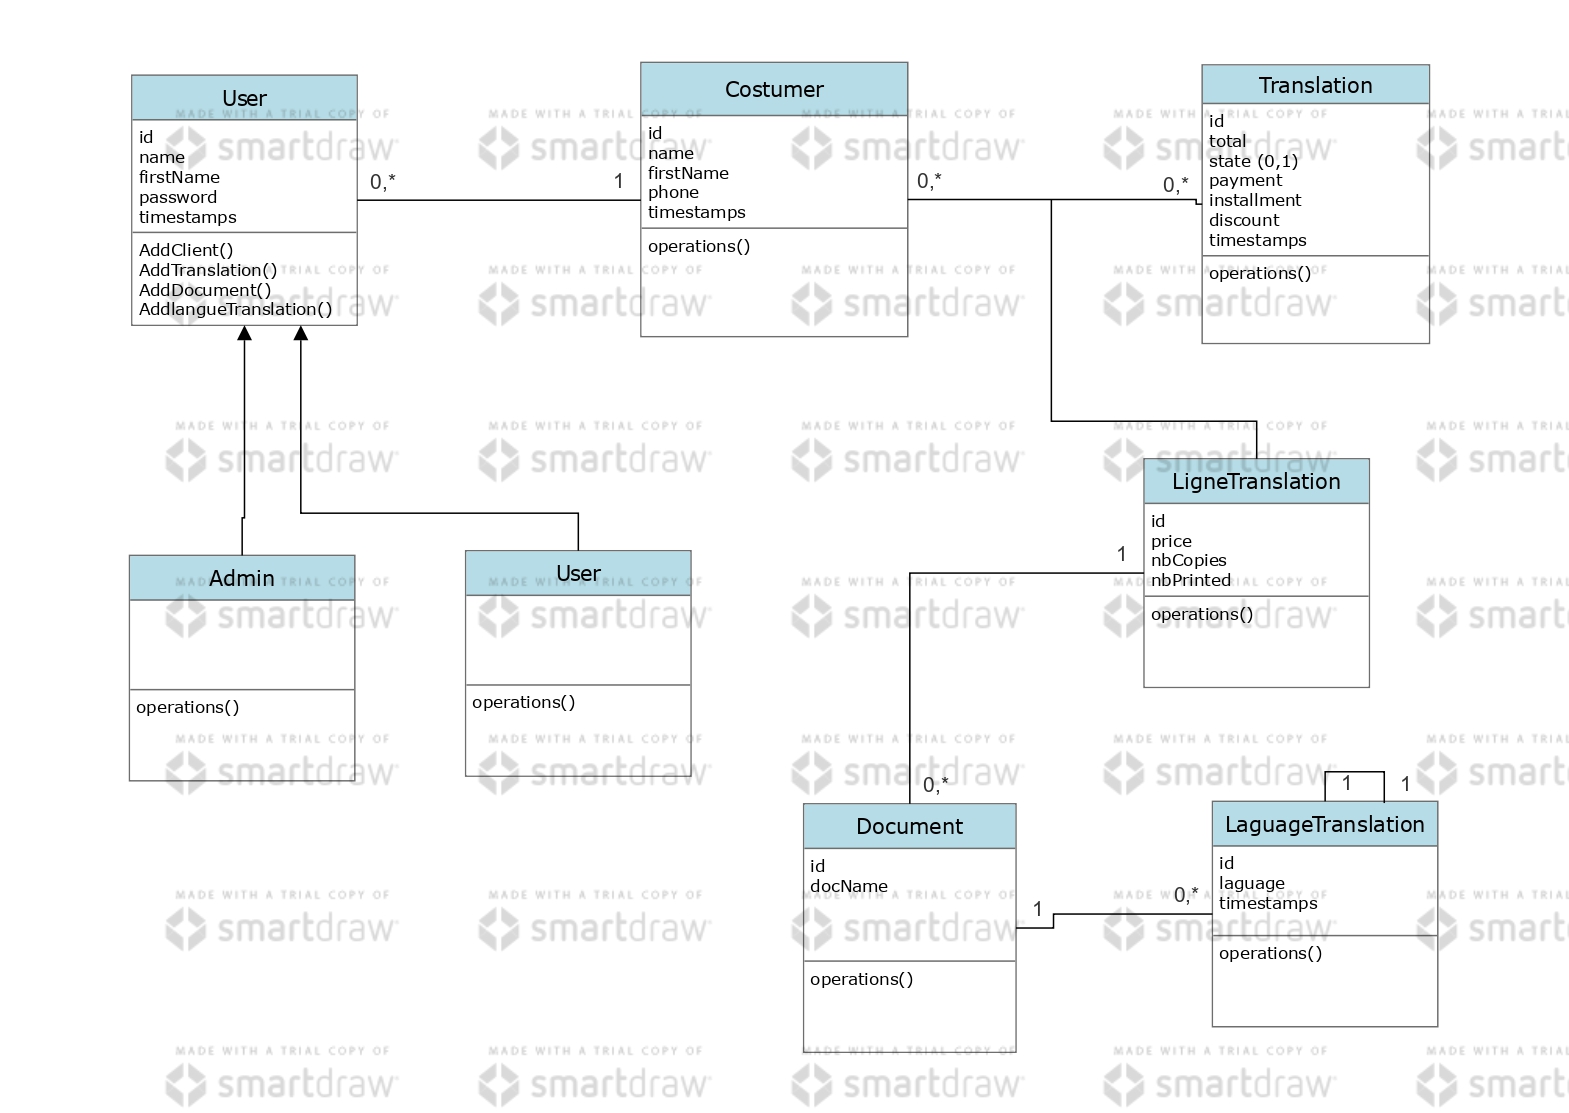 User
id
name
firstName
password
timestamps
AddClient()
AddTranslation()
AddDocument()
AddlangueTranslation()
0,*
1
Costumer
id
name
firstName
phone
timestamps
operations()
0,*
0,*
Translation
id
total
state (0,1)
payment
installment
discount
timestamps
operations()
Admin
operations()
User
operations()
LigneTranslation
id
price
nbCopies
nbPrinted
operations()
1
0,*
Document
id
docName
operations()
1
0,*
1
1
LaguageTranslation
id
laguage
timestamps
operations()
MADE WITH A TRIAL COPY OF
smartdraw